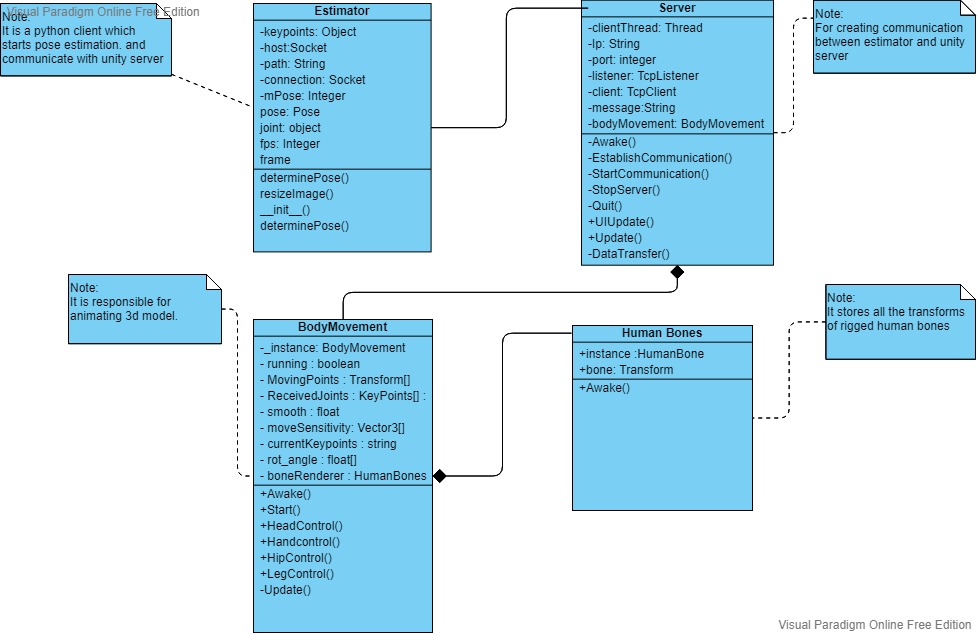 Visual Paradigm Online Free Edition
Note:
It is a python client which
starts pose estimation. and
communicate with unity server
Estimator
-keypoints: Object
-host:Socket
-path: String
-connection: Socket
-mPose: Integer
pose: Pose
joint: object
fps: Integer
frame
determinePose()
resizeImage()
__init__()
determinePose()
Server
-clientThread: Thread
-Ip: String
-port: integer
-listener: TcpListener
-client: TcpClient
-message:String
-bodyMovement: BodyMovement
-Awake()
-EstablishCommunication()
-StartCommunication()
-StopServer()
-Quit()
+UIUpdate()
+Update()
-DataTransfer()
Note:
For creating communication
between estimator and unity
server
Note:
It is responsible for
animating 3d model.
BodyMovement
-_instance: BodyMovement
- running : boolean
- MovingPoints : Transform[]
- ReceivedJoints : KeyPoints[] :
- smooth : float
- moveSensitivity: Vector3[]
- currentKeypoints : string
- rot_angle : float[]
- boneRenderer : HumanBones
+Awake()
+Start()
+HeadControl()
+Handcontrol()
+HipControl()
+LegControl()
-Update()
Human Bones
+instance :HumanBone
+bone: Transform
+Awake()
Note:
It stores all the transforms
of rigged human bones
Visual Paradigm Online Free Edition